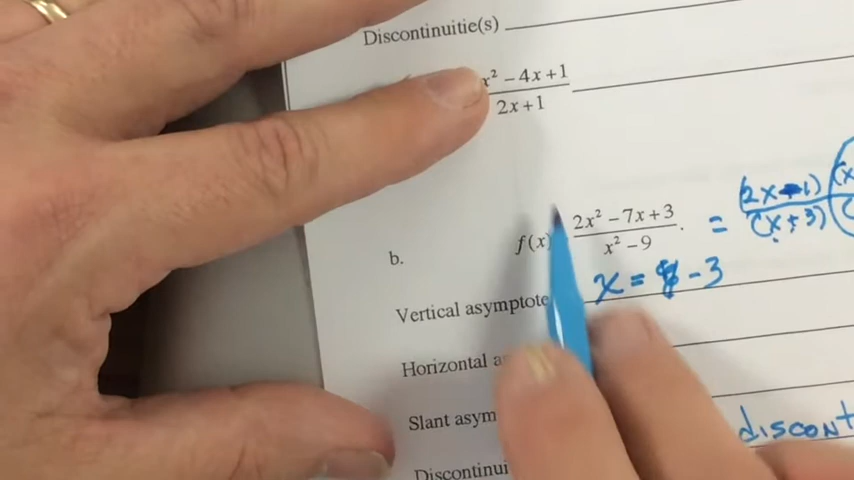 Discontinuitie(s)
x² - 4x + 1
2x + 1
b. f(x) 2x² - 7x + 3 / x² - 9 . = (2x - 1) (x / (x + 3) (
Vertical asymptote x = -3
Horizontal
Slant asym
Discontinui discont